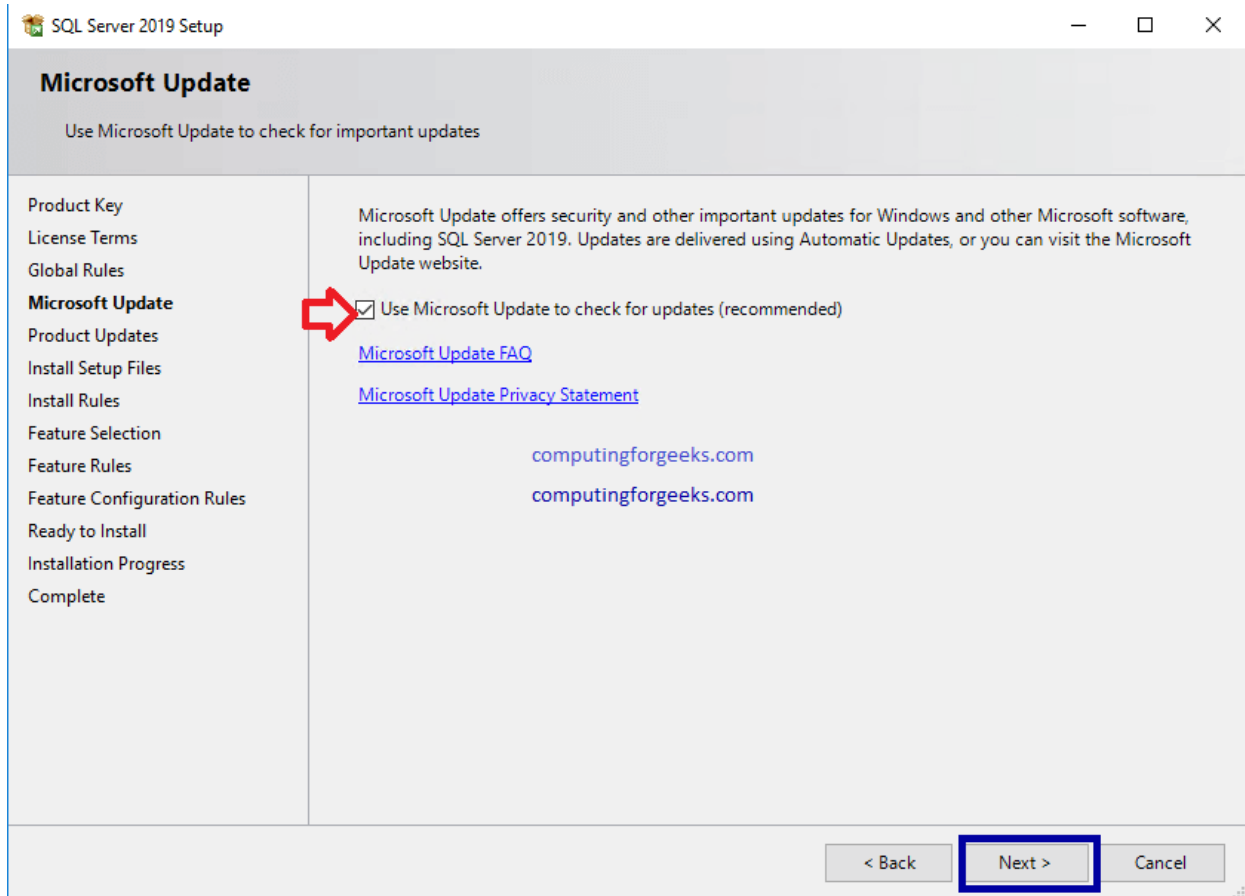 SQL Server 2019 Setup
Microsoft Update
Use Microsoft Update to check for important updates
Product Key
License Terms
Global Rules
Microsoft Update
Product Updates
Install Setup Files
Install Rules
Feature Selection
Feature Rules
Feature Configuration Rules
Ready to Install
Installation Progress
Complete
Microsoft Update offers security and other important updates for Windows and other Microsoft software,
including SQL Server 2019. Updates are delivered using Automatic Updates, or you can visit the Microsoft
Update website.
Use Microsoft Update to check for updates (recommended)
Microsoft Update FAQ
Microsoft Update Privacy Statement
computingforgeeks.com
computingforgeeks.com
< Back
Next >
Cancel